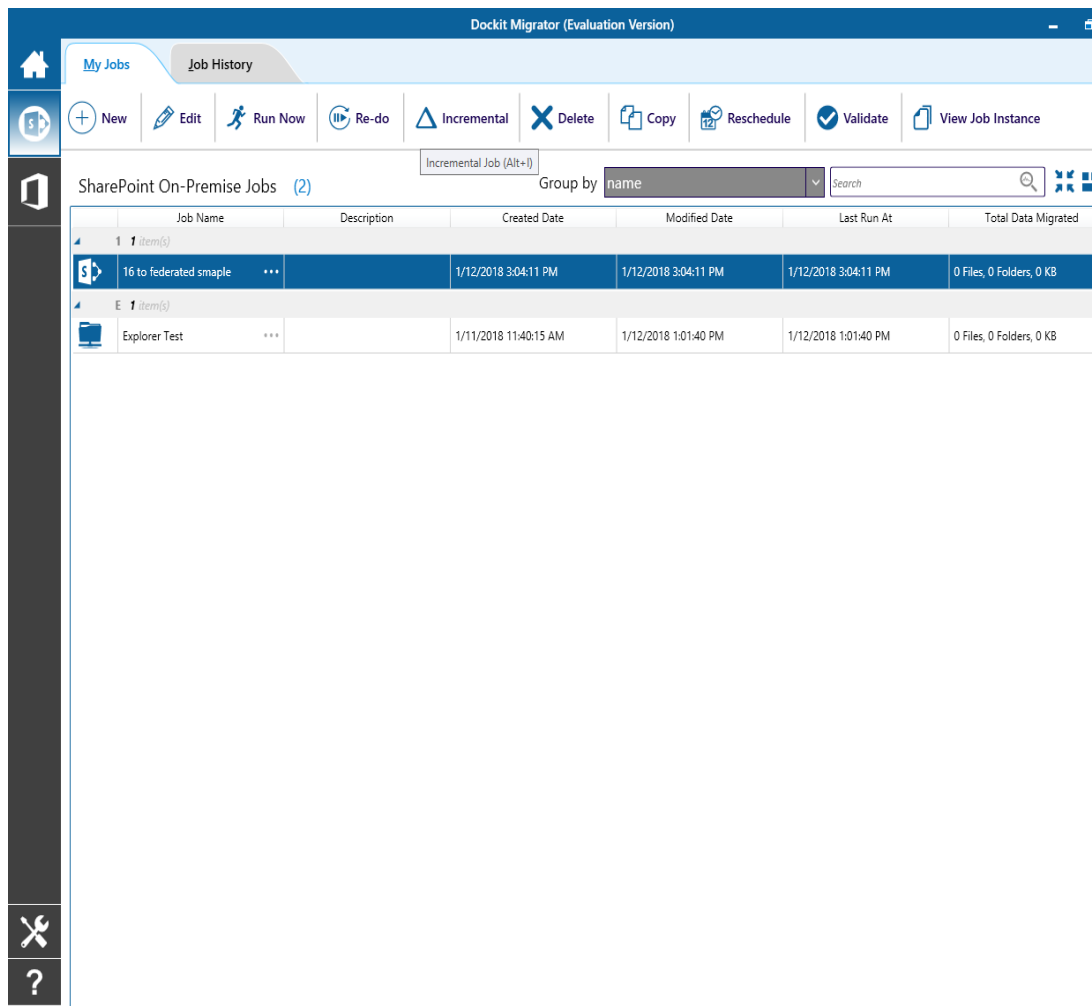 Dockit Migrator (Evaluation Version)
My Jobs Job History
New Edit Run Now Re-do Incremental Delete Copy 12 Reschedule Validate View Job Instance
Incremental Job (Alt+I)
SharePoint On-Premise Jobs (2) Group by name Search
Job Name Description Created Date Modified Date Last Run At Total Data Migrated
1 1 item(s)
S 16 to federated smaple ... 1/12/2018 3:04:11 PM 1/12/2018 3:04:11 PM 1/12/2018 3:04:11 PM 0 Files, 0 Folders, 0 KB
E 1 item(s)
Explorer Test ... 1/11/2018 11:40:15 AM 1/12/2018 1:01:40 PM 1/12/2018 1:01:40 PM 0 Files, 0 Folders, 0 KB
S
?